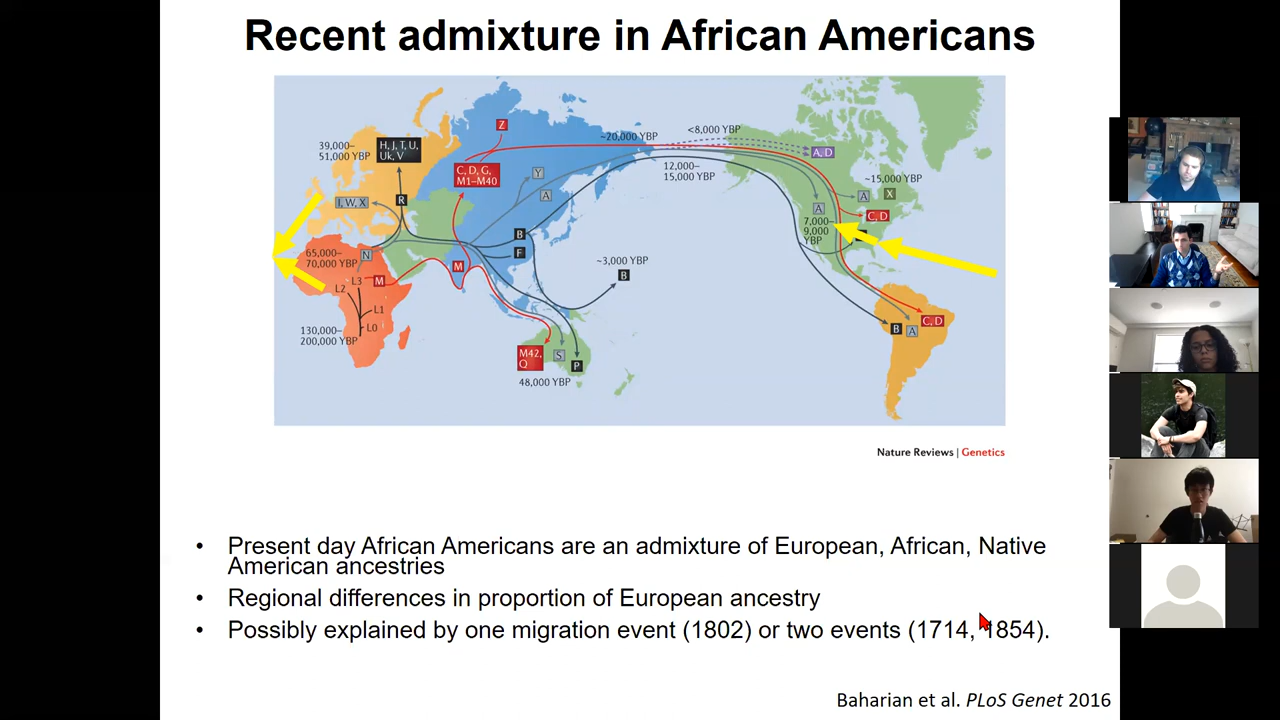 Recent admixture in African Americans
Z
~20,000 YBP
<8,000 YBP
39,000–
51,000 YBP
H, J, T, U,
Uk, V
A, D
C, D, G,
M1–M40
Y
12,000–
15,000 YBP
~15,000 YBP
I, W, X
R
A
A
X
A
C, D
7,000–
9,000
YBP
B
F
65,000–
70,000 YBP
N
M
~3,000 YBP
B
L3
M
L2
L1
L0
130,000–
200,000 YBP
C, D
B
A
M42,
Q
S
P
48,000 YBP
Nature Reviews | Genetics
• Present day African Americans are an admixture of European, African, Native
American ancestries
• Regional differences in proportion of European ancestry
• Possibly explained by one migration event (1802) or two events (1714, 1854).
Baharian et al. PLoS Genet 2016